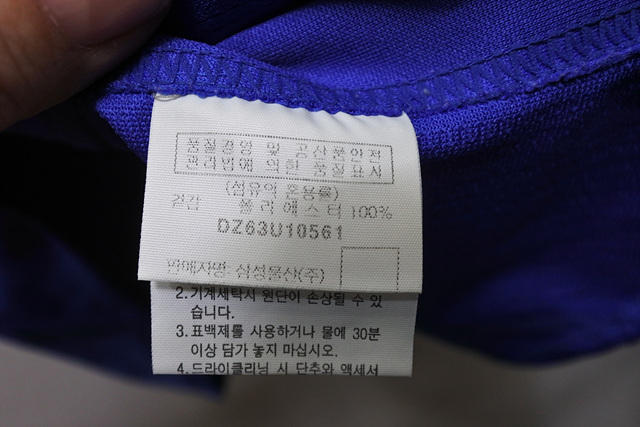 품질경영 및 공산품안전
관리법에 의한 품질표시
(섬유의 혼용률)
겉감 폴리에스터 100%
DZ63U10561
판매자명: 삼성물산(주)
2. 기계세탁시 원단이 손상될 수 있
습니다.
3. 표백제를 사용하거나 물에 30분
이상 담가 놓지 마십시오.
4. 드라이클리닝 시 단추와 액세서